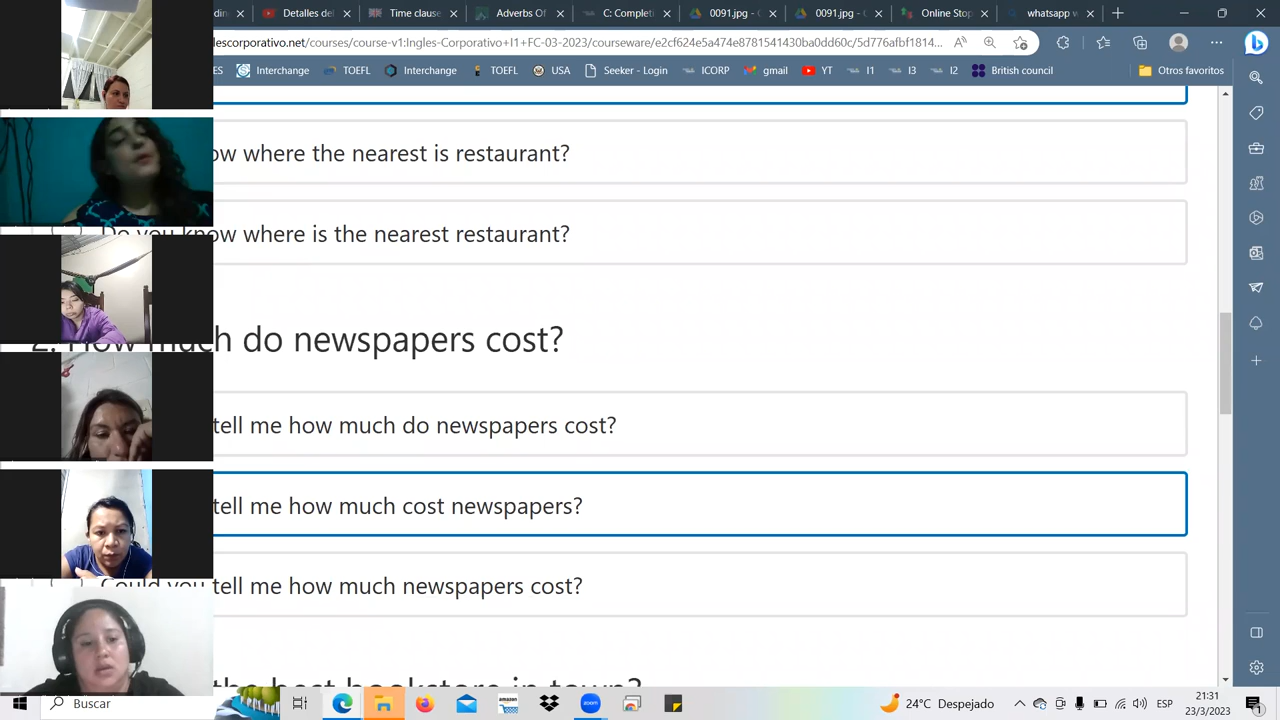 Detalles de
Time clause
Adverbs Of
C: Complet
0091.jpg -
0091.jpg -
Online Stop
whatsapp v
lescorporativo.net/courses/course-v1:Ingles-Corporativo+I1+FC-03-2023/courseware/e2cf624e5a474e8781541430ba0dd60c/5d776afbf1b14...
ES Interchange TOEFL Interchange TOEFL USA Seeker - Login ICORP gmail YT I1 I3 I2 British council Otros favoritos
ow where the nearest is restaurant?
Do you know where is the nearest restaurant?
2. How much do newspapers cost?
tell me how much do newspapers cost?
tell me how much cost newspapers?
Could you tell me how much newspapers cost?
the best bookstore in town?
Buscar
amazon
zoom
24°C Despejado
ESP
21:31
23/3/2023
1